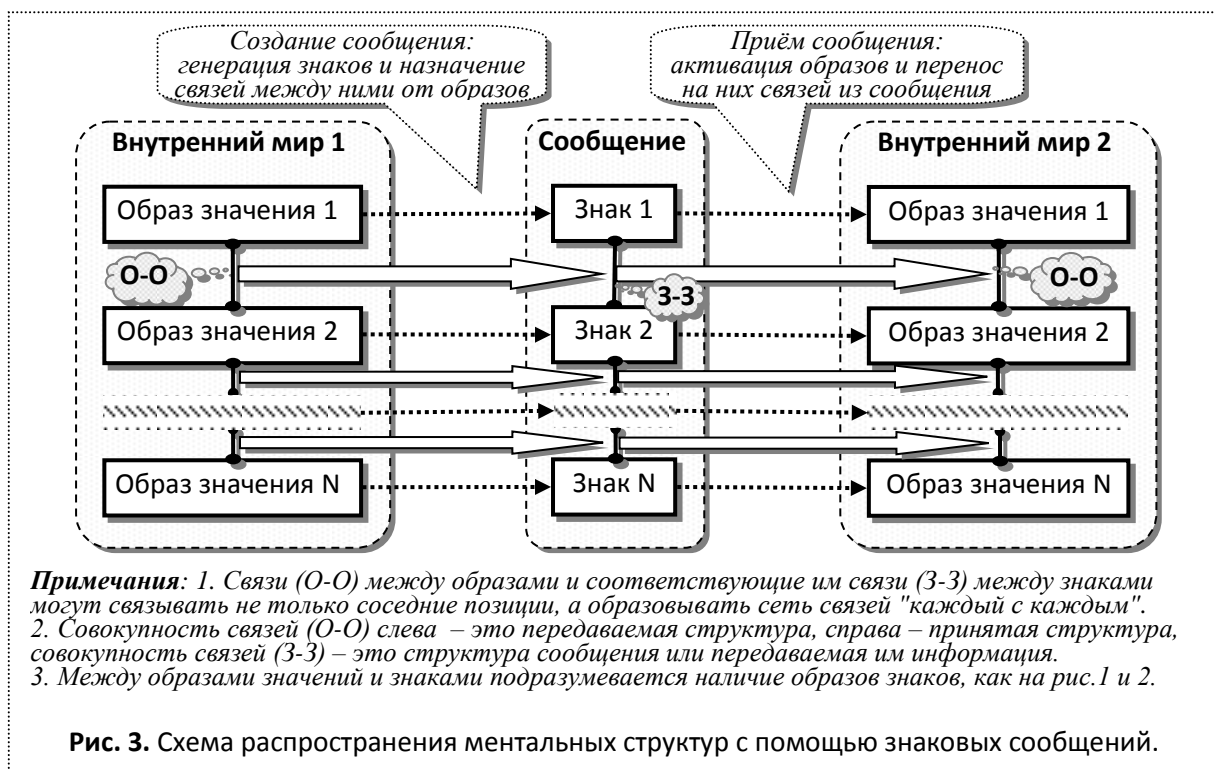 Создание сообщения:
генерация знаков и назначение
связей между ними от образов
Приём сообщения:
активация образов и перенос
на них связей из сообщения
Внутренний мир 1
Сообщение
Внутренний мир 2
Образ значения 1
Знак 1
Образ значения 1
О-О
З-З
О-О
Образ значения 2
Знак 2
Образ значения 2
Образ значения N
Знак N
Образ значения N
Примечания: 1. Связи (О-О) между образами и соответствующие им связи (З-З) между знаками
могут связывать не только соседние позиции, а образовывать сеть связей "каждый с каждым".
2. Совокупность связей (О-О) слева – это передаваемая структура, справа – принятая структура,
совокупность связей (З-З) – это структура сообщения или передаваемая им информация.
3. Между образами значений и знаками подразумевается наличие образов знаков, как на рис.1 и 2.
Рис. 3. Схема распространения ментальных структур с помощью знаковых сообщений.